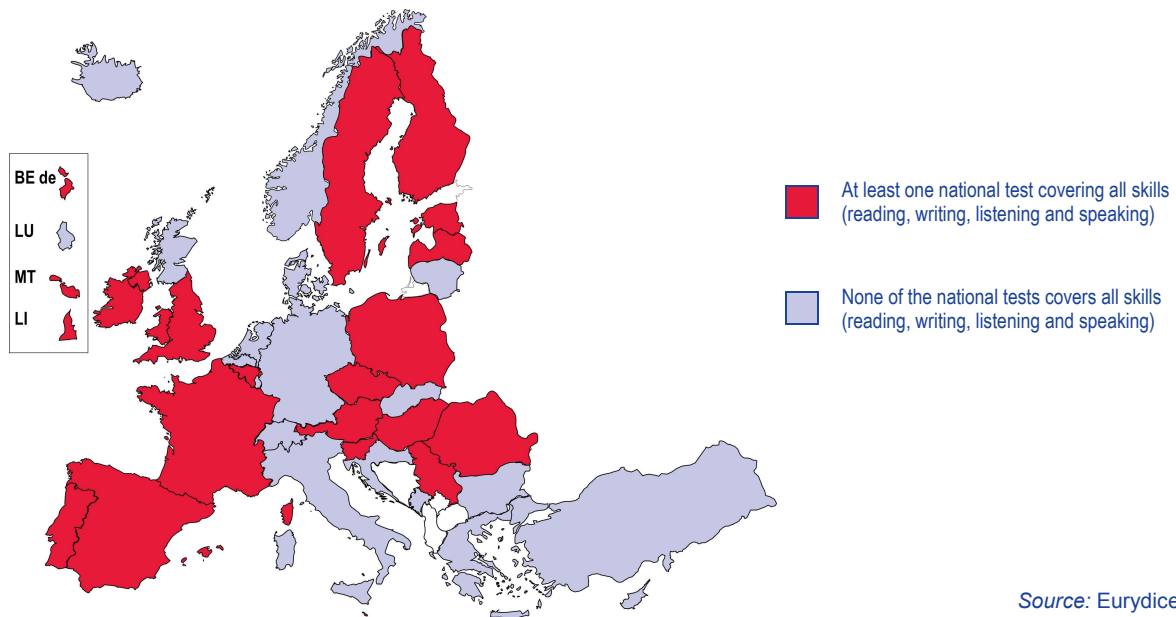 BE de
LU
MT
LI
At least one national test covering all skills
(reading, writing, listening and speaking)
None of the national tests covers all skills
(reading, writing, listening and speaking)
Source: Eurydice